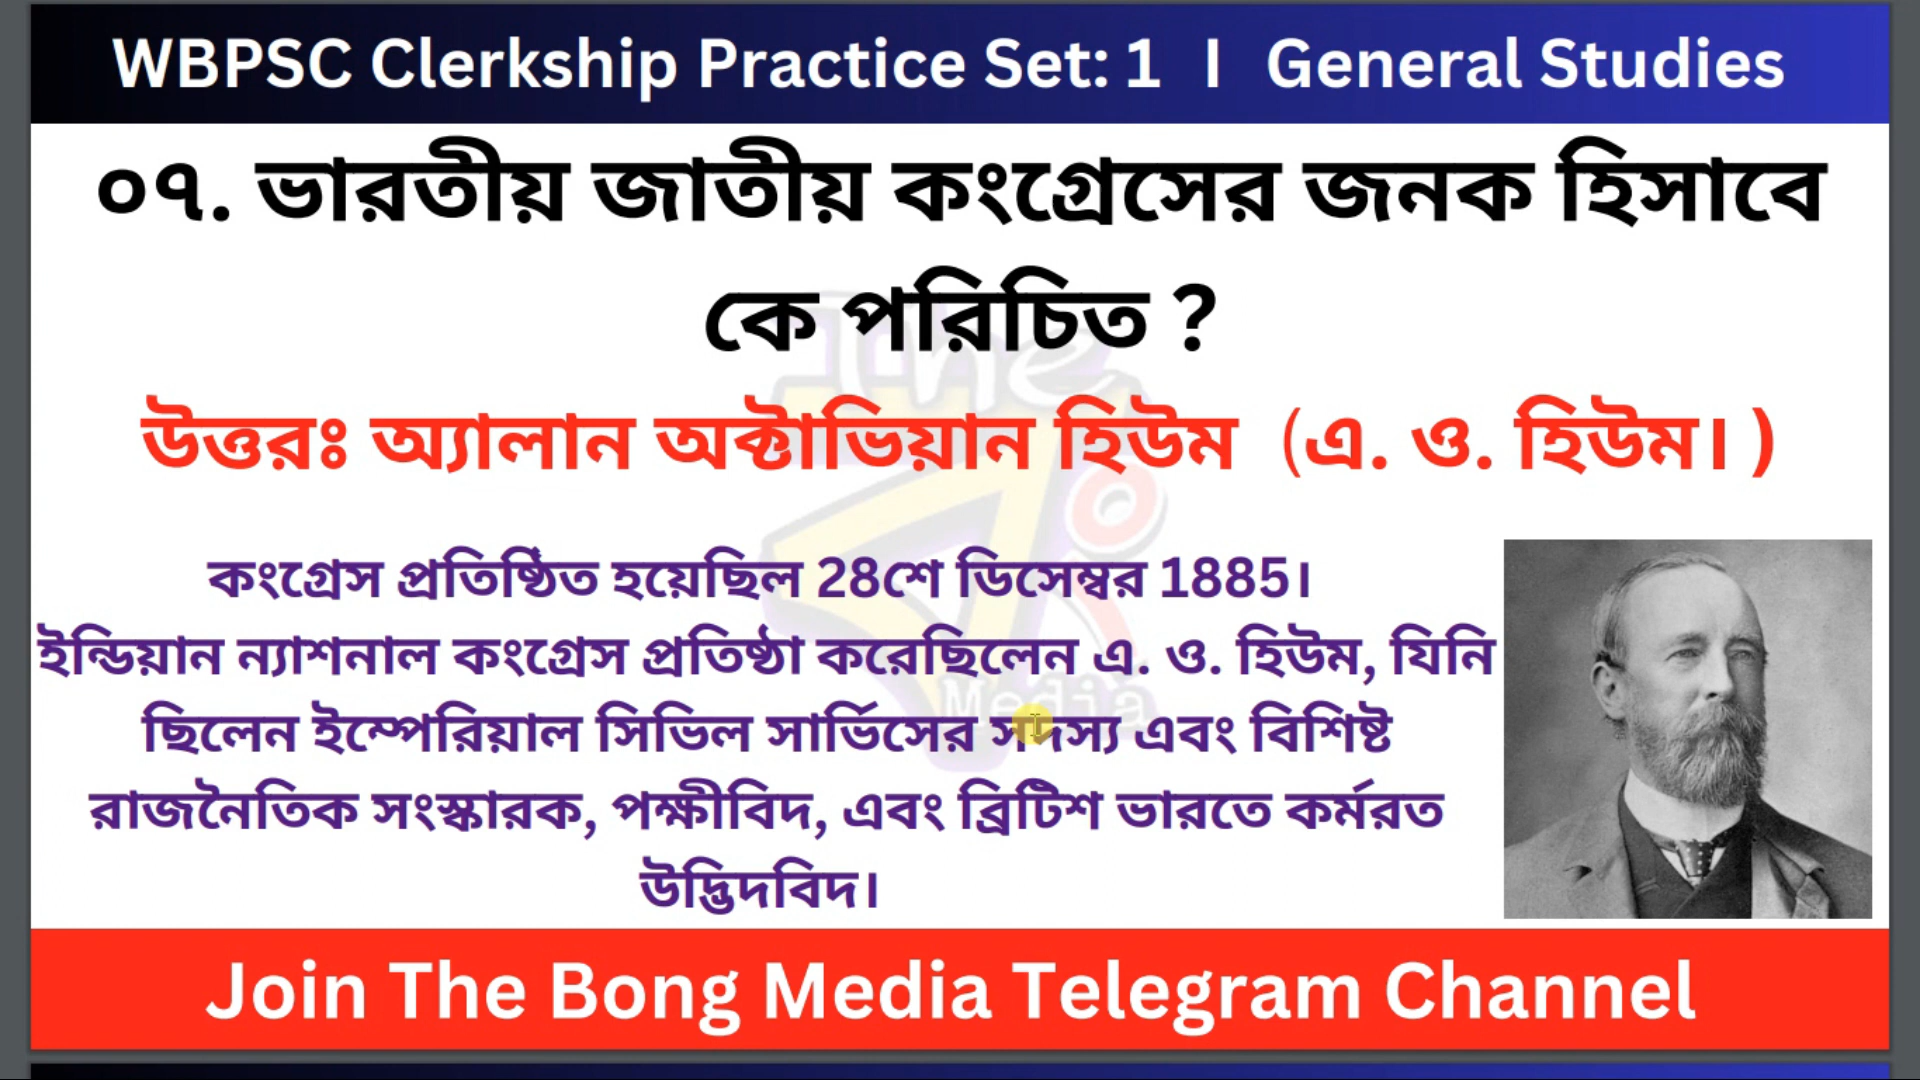 WBPSC Clerkship Practice Set: 1 I General Studies
০৭. ভারতীয় জাতীয় কংগ্রেসের জনক হিসাবে
কে পরিচিত ?
উত্তরঃ অ্যালান অক্টাভিয়ান হিউম (এ. ও. হিউম। )
কংগ্রেস প্রতিষ্ঠিত হয়েছিল 28শে ডিসেম্বর 1885।
ইন্ডিয়ান ন্যাশনাল কংগ্রেস প্রতিষ্ঠা করেছিলেন এ. ও. হিউম, যিনি
ছিলেন ইম্পেরিয়াল সিভিল সার্ভিসের সদস্য এবং বিশিষ্ট
রাজনৈতিক সংস্কারক, পক্ষীবিদ, এবং ব্রিটিশ ভারতে কর্মরত
উদ্ভিদবিদ।
The
বং
Media
Join The Bong Media Telegram Channel